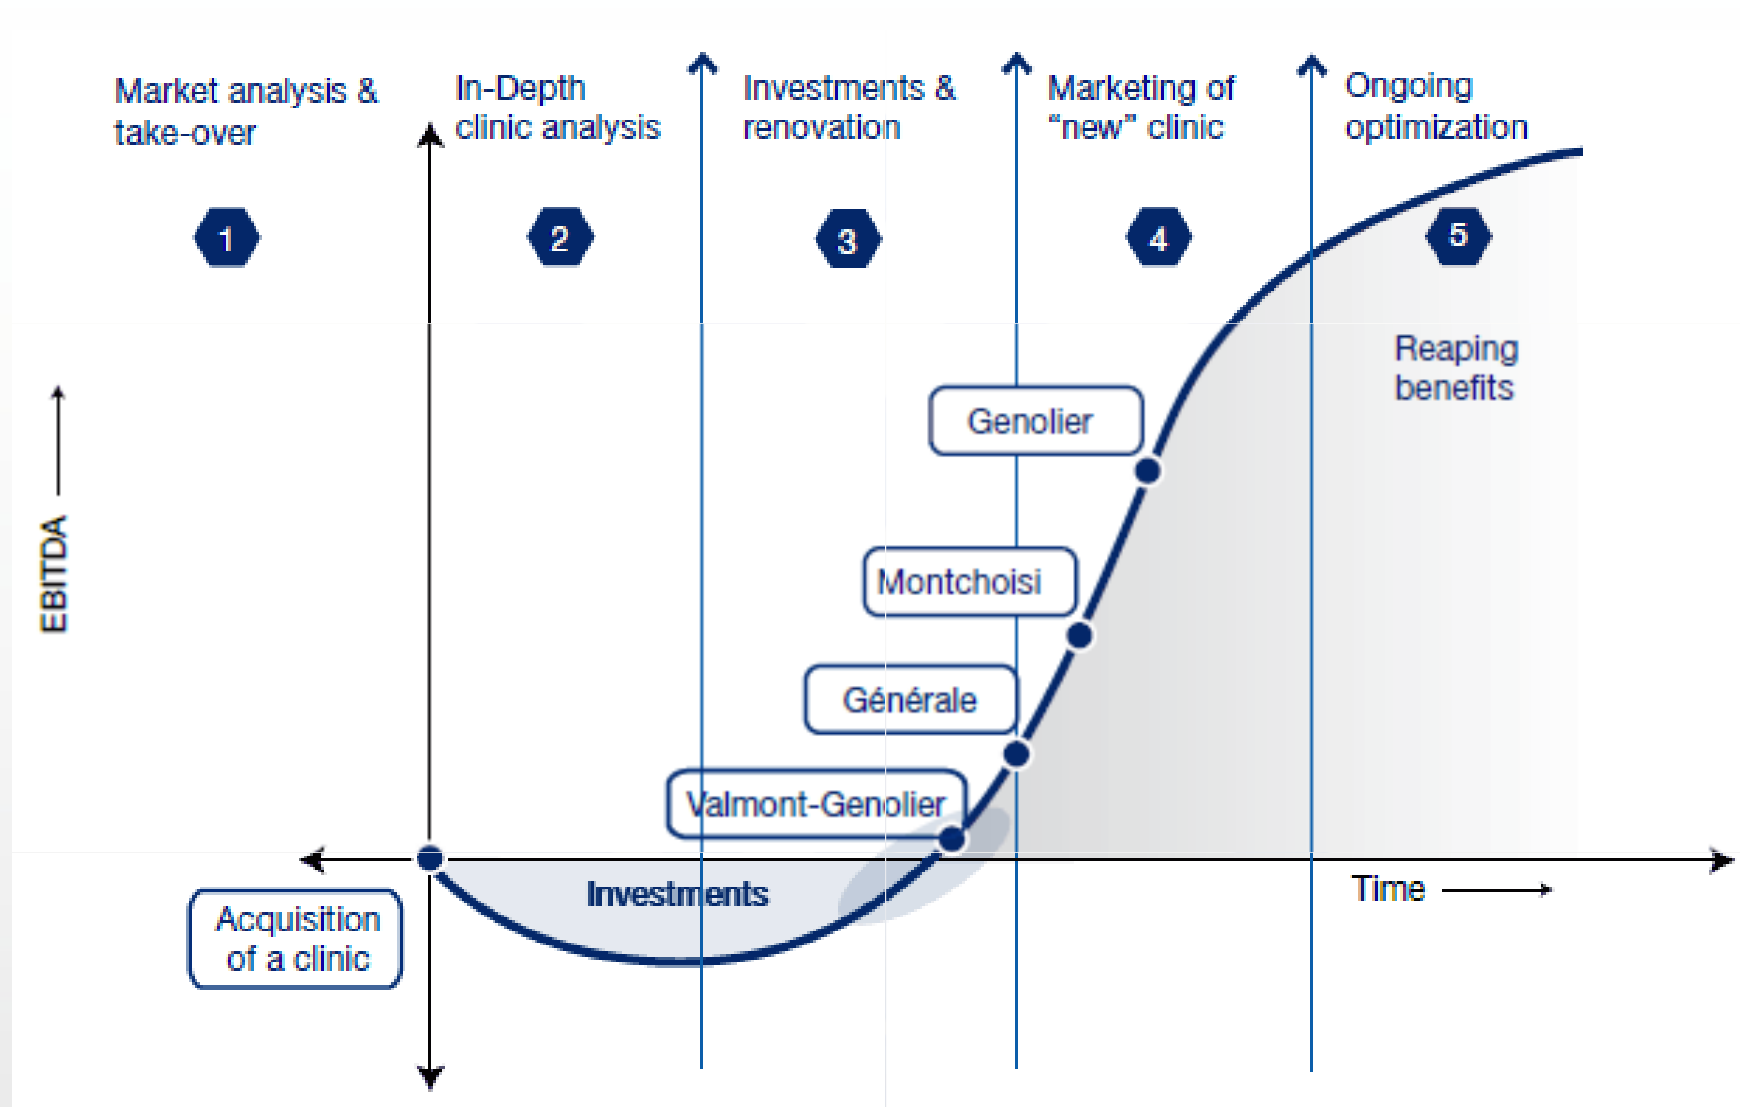 Market analysis &
take-over
In-Depth
clinic analysis
Investments &
renovation
Marketing of
“new” clinic
Ongoing
optimization
1
2
3
4
5
Reaping
benefits
Genolier
Montchoisi
Générale
Valmont-Genolier
EBITDA
Investments
Time
Acquisition
of a clinic